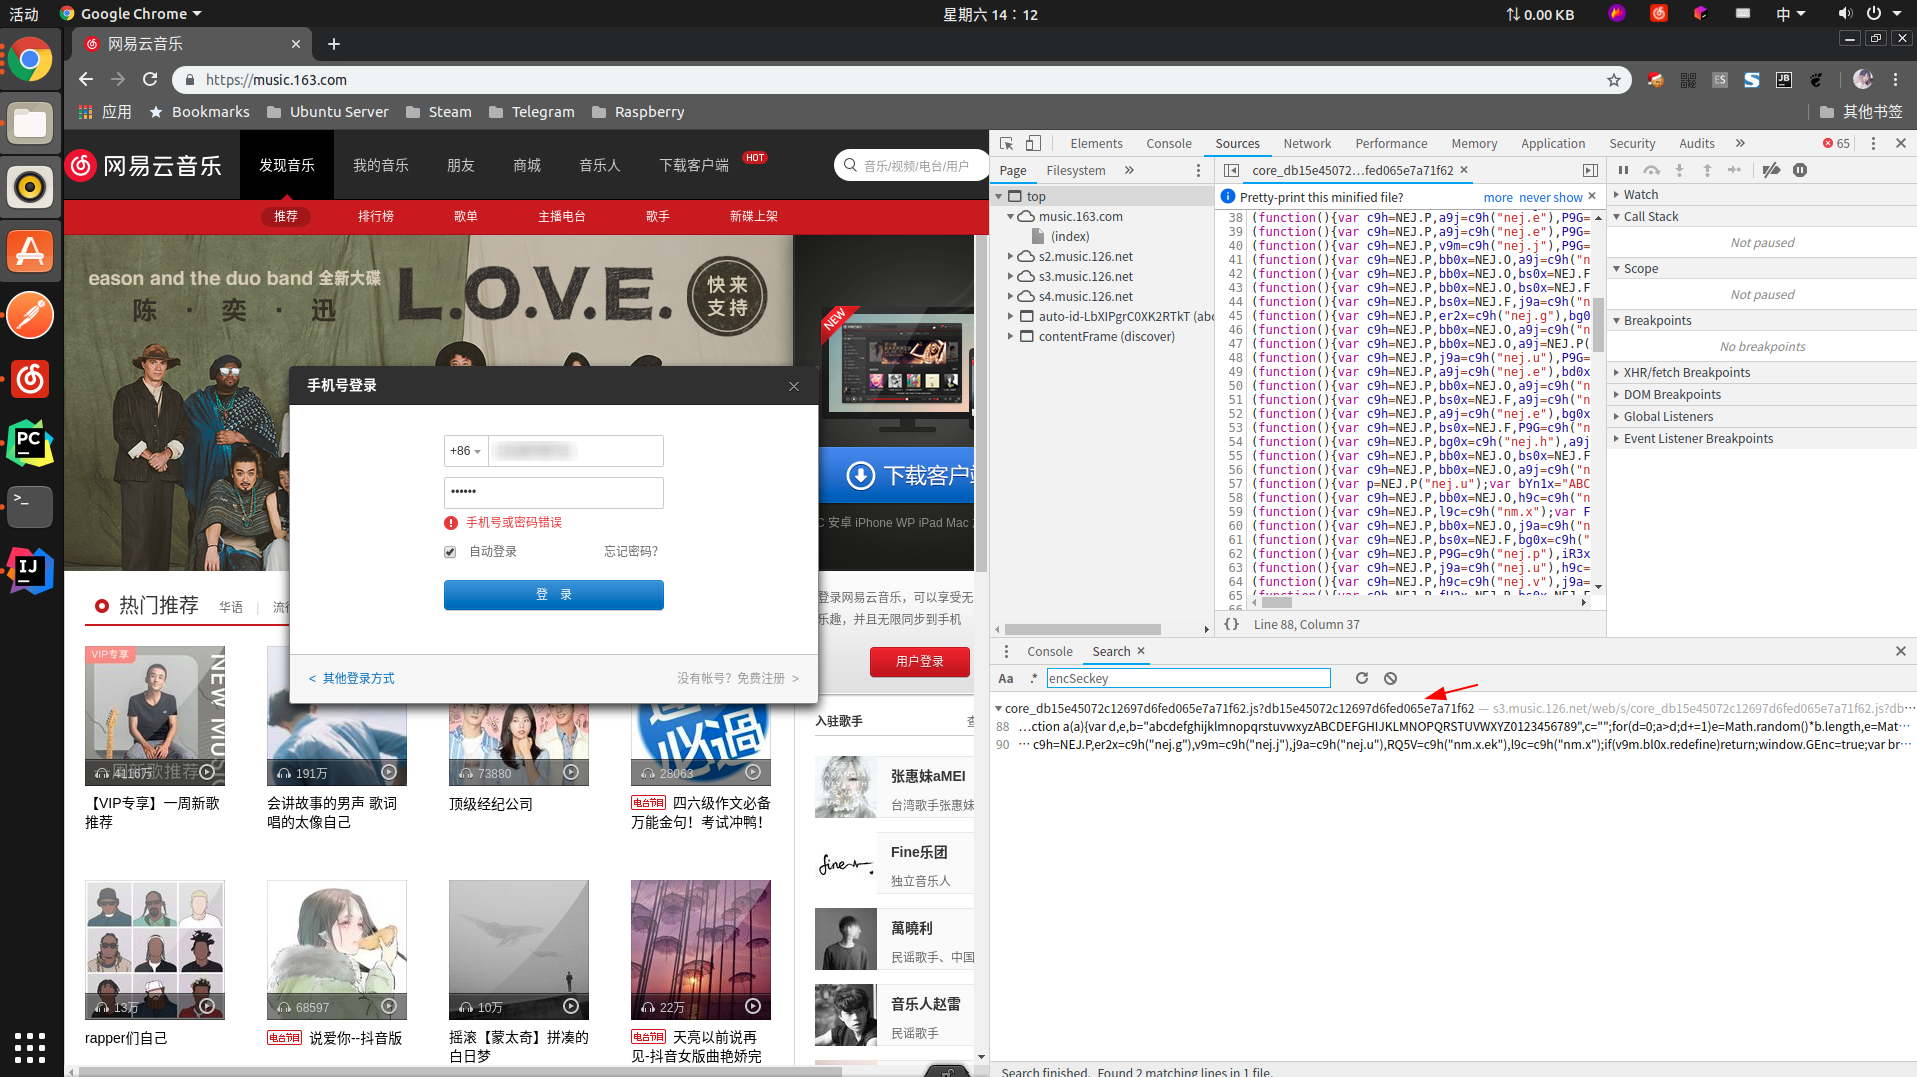 活动
Google Chrome
星期六 14：12
0.00 KB
中
网易云音乐
https://music.163.com
应用
Bookmarks
Ubuntu Server
Steam
Telegram
Raspberry
其他书签
网易云音乐
发现音乐
我的音乐
朋友
商城
音乐人
下载客户端
HOT
音乐/视频/电台/用户
推荐
排行榜
歌单
主播电台
歌手
新碟上架
eason and the duo band 全新大碟
陈 · 奕 · 迅
L.O.V.E.
快来
支持
NEW
下载客户端
安卓 iPhone WP iPad Mac
手机号登录
+86
••••••
手机号或密码错误
自动登录
忘记密码？
登 录
< 其他登录方式
没有帐号？免费注册 >
热门推荐
华语
|
登录网易云音乐，可以享受无
乐趣，并且无限同步到手机
用户登录
入驻歌手
VIP专享
4116万
191万
73880
28063
【VIP专享】一周新歌
推荐
会讲故事的男声 歌词
唱的太像自己
顶级经纪公司
电台节目 四六级作文必备
万能金句！考试冲鸭！
张惠妹aMEI
台湾歌手张惠妹
Fine乐团
独立音乐人
萬曉利
民谣歌手、中国
音乐人赵雷
民谣歌手
13万
68597
10万
22万
rapper们自己
电台节目 说爱你--抖音版
摇滚【蒙太奇】拼凑的
白日梦
电台节目 天亮以前说再
见-抖音女版曲艳娇完
Elements
Console
Sources
Network
Performance
Memory
Application
Security
Audits
65
Page
Filesystem
core_db15e45072…fed065e7a71f62
top
music.163.com
(index)
s2.music.126.net
s3.music.126.net
s4.music.126.net
auto-id-LbXIPgrC0XK2RTkT (abc
contentFrame (discover)
Pretty-print this minified file?
more never show
38 (function(){var c9h=NEJ.P,a9j=c9h("nej.e"),P9G=
39 (function(){var c9h=NEJ.P,a9j=c9h("nej.e"),P9G=
40 (function(){var c9h=NEJ.P,v9m=c9h("nej.j"),P9G=
41 (function(){var c9h=NEJ.P,bb0x=NEJ.O,a9j=c9h("n
42 (function(){var c9h=NEJ.P,bb0x=NEJ.O,bs0x=NEJ.F
43 (function(){var c9h=NEJ.P,bb0x=NEJ.O,bs0x=NEJ.F
44 (function(){var c9h=NEJ.P,bs0x=NEJ.F,j9a=c9h("n
45 (function(){var c9h=NEJ.P,er2x=c9h("nej.g"),bg0
46 (function(){var c9h=NEJ.P,bb0x=NEJ.O,a9j=c9h("n
47 (function(){var c9h=NEJ.P,bb0x=NEJ.O,a9j=NEJ.P(
48 (function(){var c9h=NEJ.P,j9a=c9h("nej.u"),P9G=
49 (function(){var c9h=NEJ.P,a9j=c9h("nej.e"),bd0x
50 (function(){var c9h=NEJ.P,bb0x=NEJ.O,a9j=c9h("n
51 (function(){var c9h=NEJ.P,bs0x=NEJ.F,a9j=c9h("n
52 (function(){var c9h=NEJ.P,a9j=c9h("nej.e"),bg0x
53 (function(){var c9h=NEJ.P,bs0x=NEJ.F,P9G=c9h("n
54 (function(){var c9h=NEJ.P,bg0x=c9h("nej.h"),a9j
55 (function(){var c9h=NEJ.P,bb0x=NEJ.O,bs0x=NEJ.F
56 (function(){var c9h=NEJ.P,bb0x=NEJ.O,a9j=c9h("n
57 (function(){var p=NEJ.P("nej.u");var bYn1x="ABC
58 (function(){var c9h=NEJ.P,bb0x=NEJ.O,h9c=c9h("n
59 (function(){var c9h=NEJ.P,l9c=c9h("nm.x");var F
60 (function(){var c9h=NEJ.P,bb0x=NEJ.O,j9a=c9h("n
61 (function(){var c9h=NEJ.P,bs0x=NEJ.F,bg0x=c9h("
62 (function(){var c9h=NEJ.P,P9G=c9h("nej.p"),iR3x
63 (function(){var c9h=NEJ.P,j9a=c9h("nej.u"),h9c=
64 (function(){var c9h=NEJ.P,h9c=c9h("nej.v"),j9a=
65
66
{ } Line 88, Column 37
Watch
Call Stack
Not paused
Scope
Not paused
Breakpoints
No breakpoints
XHR/fetch Breakpoints
DOM Breakpoints
Global Listeners
Event Listener Breakpoints
Console
Search
Aa .* encSeckey
core_db15e45072c12697d6fed065e7a71f62.js?db15e45072c12697d6fed065e7a71f62 — s3.music.126.net/web/s/core_db15e45072c12697d6fed065e7a71f62.js?db…
88 …ction a(a){var d,e,b="abcdefghijklmnopqrstuvwxyzABCDEFGHIJKLMNOPQRSTUVWXYZ0123456789",c="";for(d=0;a>d;d+=1)e=Math.random()*b.length,e=Mat…
90 … c9h=NEJ.P,er2x=c9h("nej.g"),v9m=c9h("nej.j"),j9a=c9h("nej.u"),RQ5V=c9h("nm.x.ek"),l9c=c9h("nm.x");if(v9m.bl0x.redefine)return;window.GEnc=true;var br…
Search finished. Found 2 matching lines in 1 file.